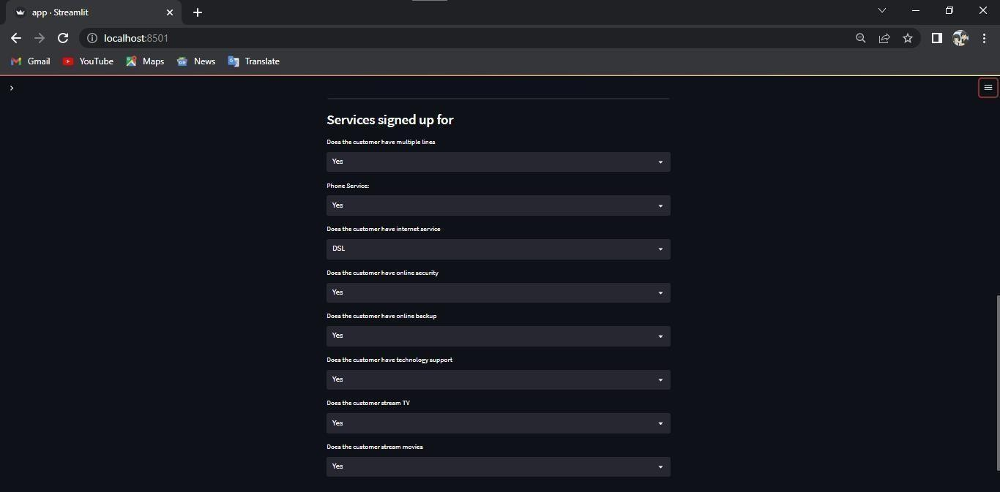 app · Streamlit
localhost:8501
Gmail YouTube Maps News Translate
Services signed up for
Does the customer have multiple lines
Yes
Phone Service:
Yes
Does the customer have internet service
DSL
Does the customer have online security
Yes
Does the customer have online backup
Yes
Does the customer have technology support
Yes
Does the customer stream TV
Yes
Does the customer stream movies
Yes